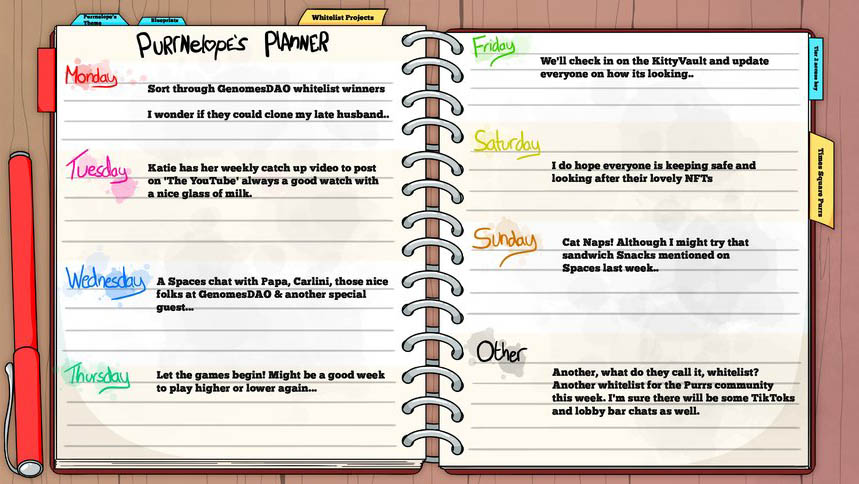 Purrnelope's
Theme
Blueprints
Whitelist Projects
Purrnelope's Planner
Monday
Sort through GenomesDAO whitelist winners
I wonder if they could clone my late husband..
Tuesday
Katie has her weekly catch up video to post
on 'The YouTube' always a good watch with
a nice glass of milk.
Wednesday
A Spaces chat with Papa, Carlini, those nice
folks at GenomesDAO & another special
guest...
Thursday
Let the games begin! Might be a good week
to play higher or lower again...
Friday
We'll check in on the KittyVault and update
everyone on how its looking..
Saturday
I do hope everyone is keeping safe and
looking after their lovely NFTs
Sunday
Cat Naps! Although I might try that
sandwich Snacks mentioned on
Spaces last week..
Other
Another, what do they call it, whitelist?
Another whitelist for the Purrs community
this week. I'm sure there will be some TikToks
and lobby bar chats as well.
Tier 2 access key
Times Square Purrs